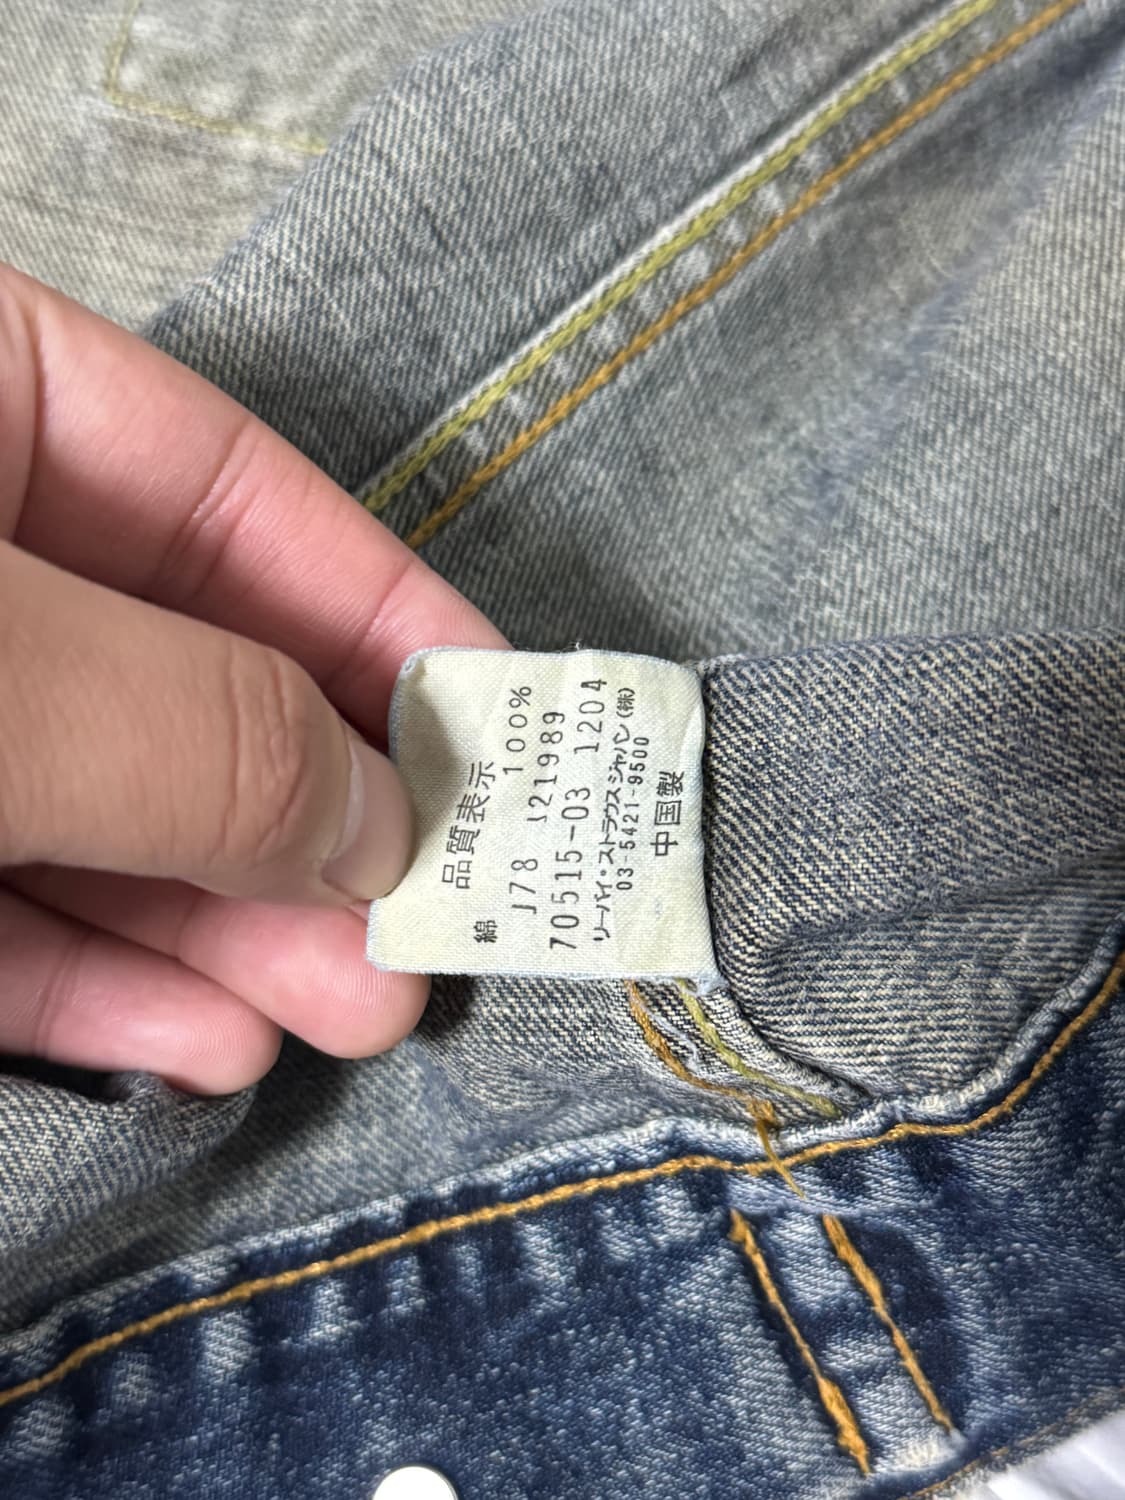 品質表示
綿 100%
J78 121989
70515-03 1204
リーバイ・ストラウスジャパン(株)
03-5421-9500
中国製